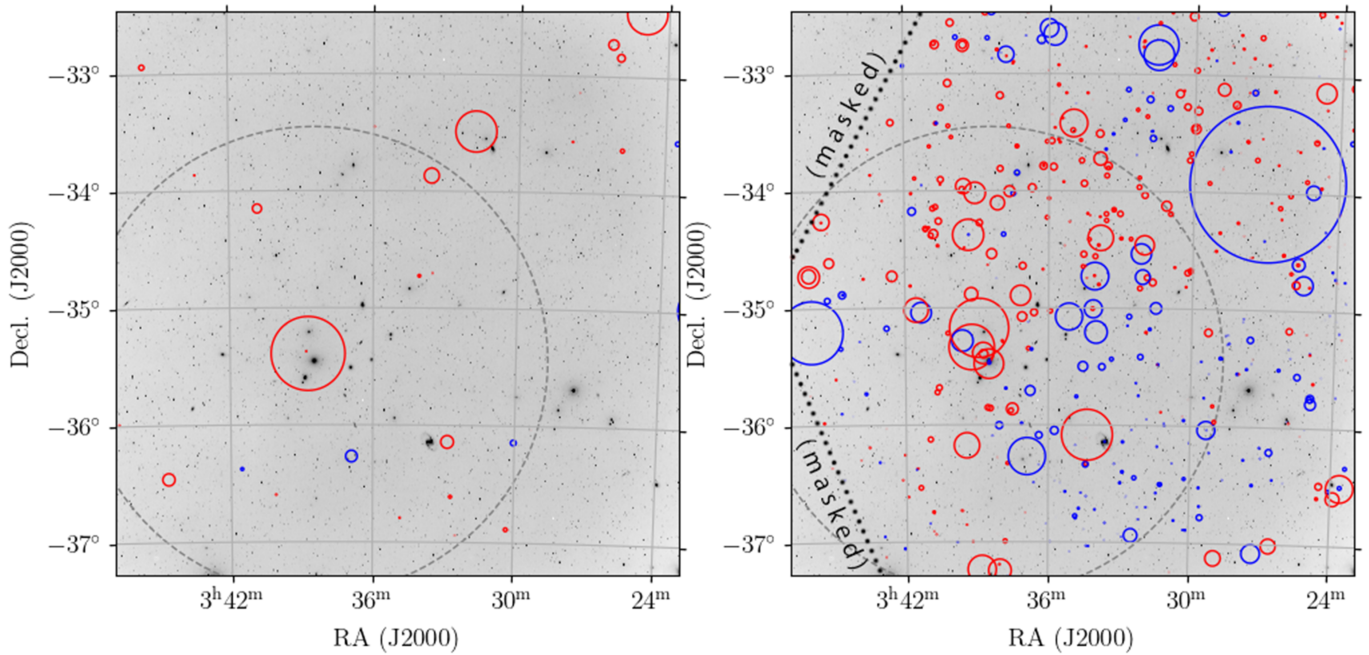 −33°
−34°
−35°
−36°
−37°
Decl. (J2000)
3ʰ42ᵐ
36ᵐ
30ᵐ
24ᵐ
RA (J2000)
(masked)
(masked)
−33°
−34°
−35°
−36°
−37°
Decl. (J2000)
3ʰ42ᵐ
36ᵐ
30ᵐ
24ᵐ
RA (J2000)